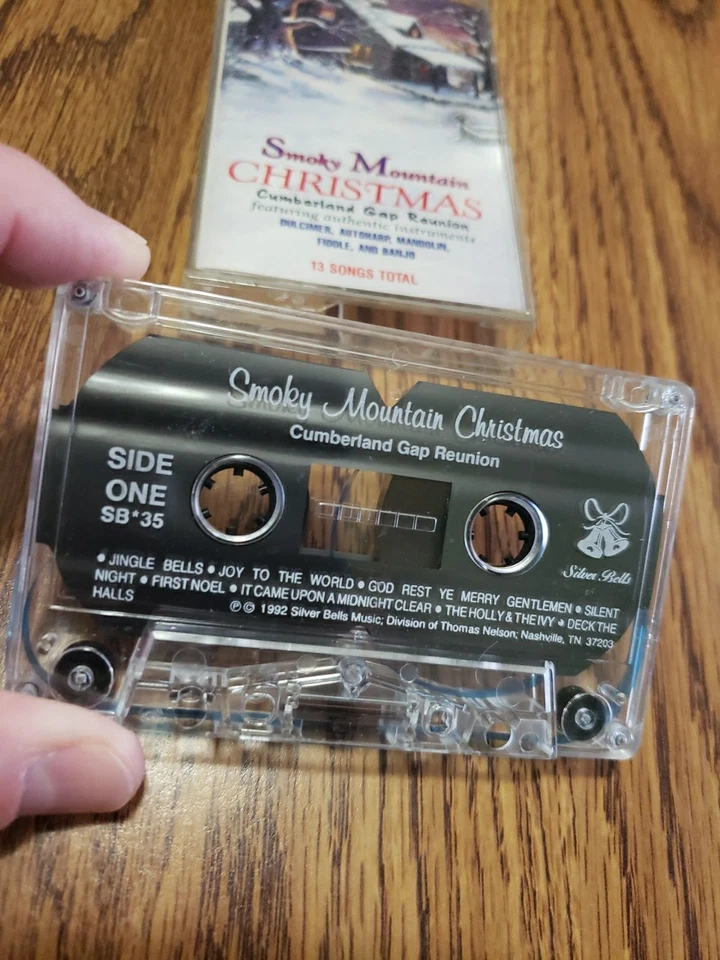 Smoky Mountain
CHRISTMAS
Cumberland Gap Reunion
featuring authentic instruments
DULCIMER, AUTOHARP, MANDOLIN,
FIDDLE, AND BANJO
13 SONGS TOTAL
Smoky Mountain Christmas
Cumberland Gap Reunion
SIDE
ONE
SB*35
Silver Bells
• JINGLE BELLS • JOY TO THE WORLD • GOD REST YE MERRY GENTLEMEN • SILENT
NIGHT • FIRST NOEL • IT CAME UPON A MIDNIGHT CLEAR • THE HOLLY & THE IVY • DECK THE
HALLS
℗ © 1992 Silver Bells Music; Division of Thomas Nelson; Nashville, TN 37203